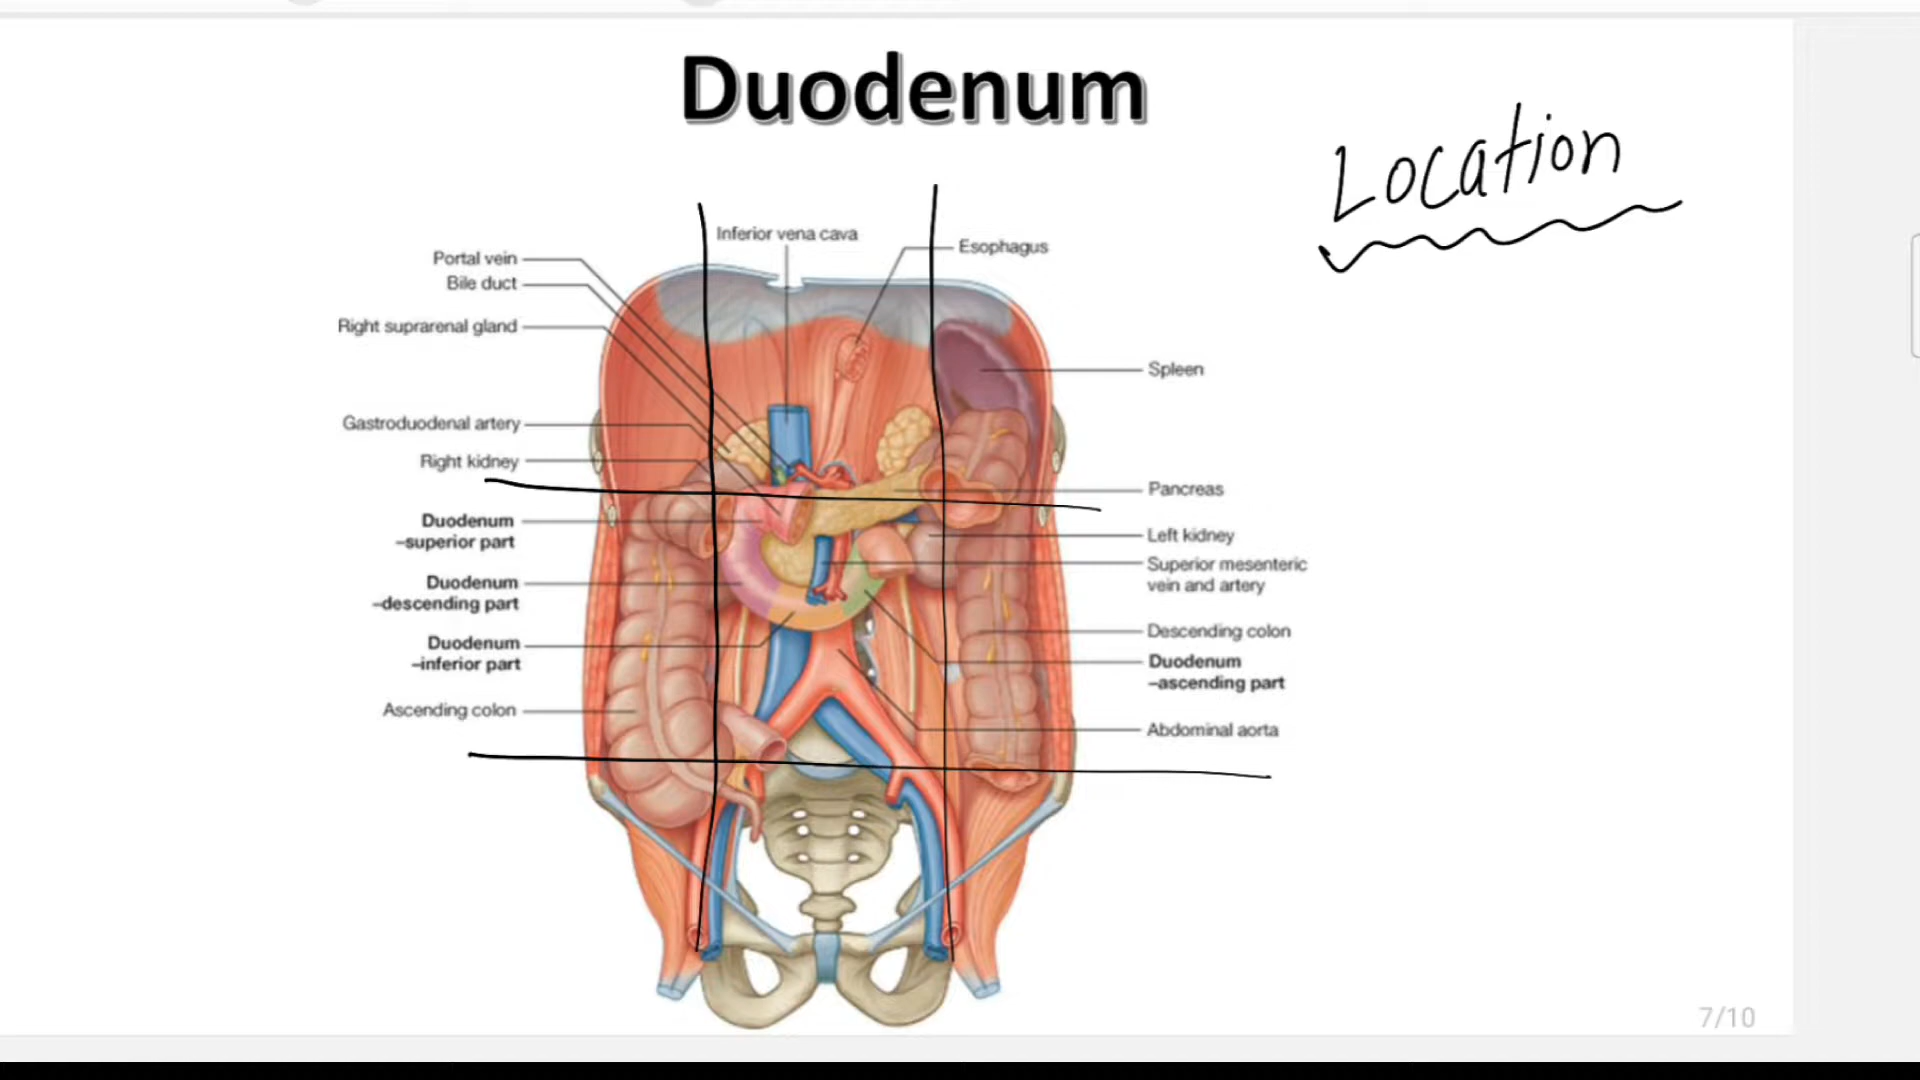 Duodenum
Location
Inferior vena cava
Esophagus
Portal vein
Bile duct
Right suprarenal gland
Spleen
Gastroduodenal artery
Right kidney
Pancreas
Duodenum
–superior part
Left kidney
Superior mesenteric
vein and artery
Duodenum
–descending part
Descending colon
Duodenum
–inferior part
Duodenum
–ascending part
Ascending colon
Abdominal aorta
7/10